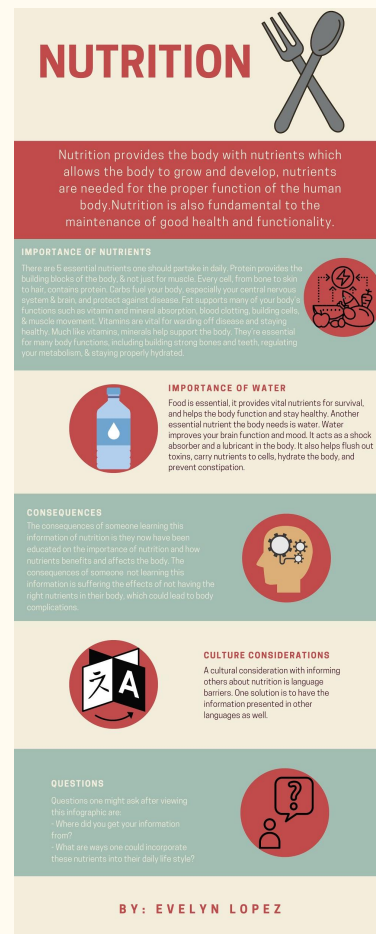 NUTRITION
Nutrition provides the body with nutrients which
allows the body to grow and develop, nutrients
are needed for the proper function of the human
body.Nutrition is also fundamental to the
maintenance of good health and functionality.
IMPORTANCE OF NUTRIENTS
There are 5 essential nutrients one should partake in daily. Protein provides the
building blocks of the body, & not just for muscle. Every cell, from bone to skin
to hair, contains protein. Carbs fuel your body, especially your central nervous
system & brain, and protect against disease. Fat supports many of your body's
functions such as vitamin and mineral absorption, blood clotting, building cells,
& muscle movement. Vitamins are vital for warding off disease and staying
healthy. Much like vitamins, minerals help support the body. They're essential
for many body functions, including building strong bones and teeth, regulating
your metabolism, & staying properly hydrated.
IMPORTANCE OF WATER
Food is essential, it provides vital nutrients for survival,
and helps the body function and stay healthy. Another
essential nutrient the body needs is water. Water
improves your brain function and mood. It acts as a shock
absorber and a lubricant in the body. It also helps flush out
toxins, carry nutrients to cells, hydrate the body, and
prevent constipation.
CONSEQUENCES
The consequences of someone learning this
information of nutrition is they now have been
educated on the importance of nutrition and how
nutrients benefits and affects the body. The
consequences of someone not learning this
information is suffering the effects of not having the
right nutrients in their body, which could lead to body
complications.
CULTURE CONSIDERATIONS
A cultural consideration with informing
others about nutrition is language
barriers. One solution is to have the
information presented in other
languages as well.
A
QUESTIONS
Questions one might ask after viewing
this infographic are:
- Where did you get your information
from?
- What are ways one could incorporate
these nutrients into their daily life style?
?
BY: EVELYN LOPEZ